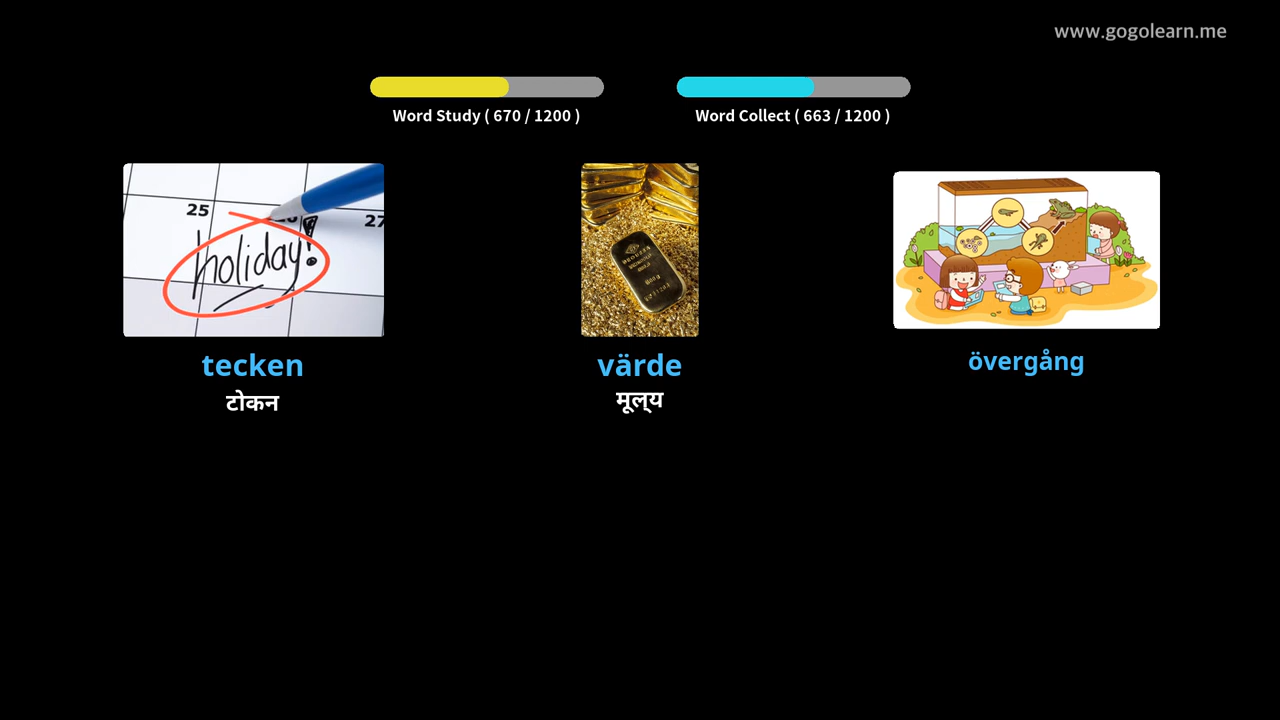 www.gogolearn.me
Word Study ( 670 / 1200 )
Word Collect ( 663 / 1200 )
25
27
holiday!
tecken
टोकन
värde
मूल्य
övergång